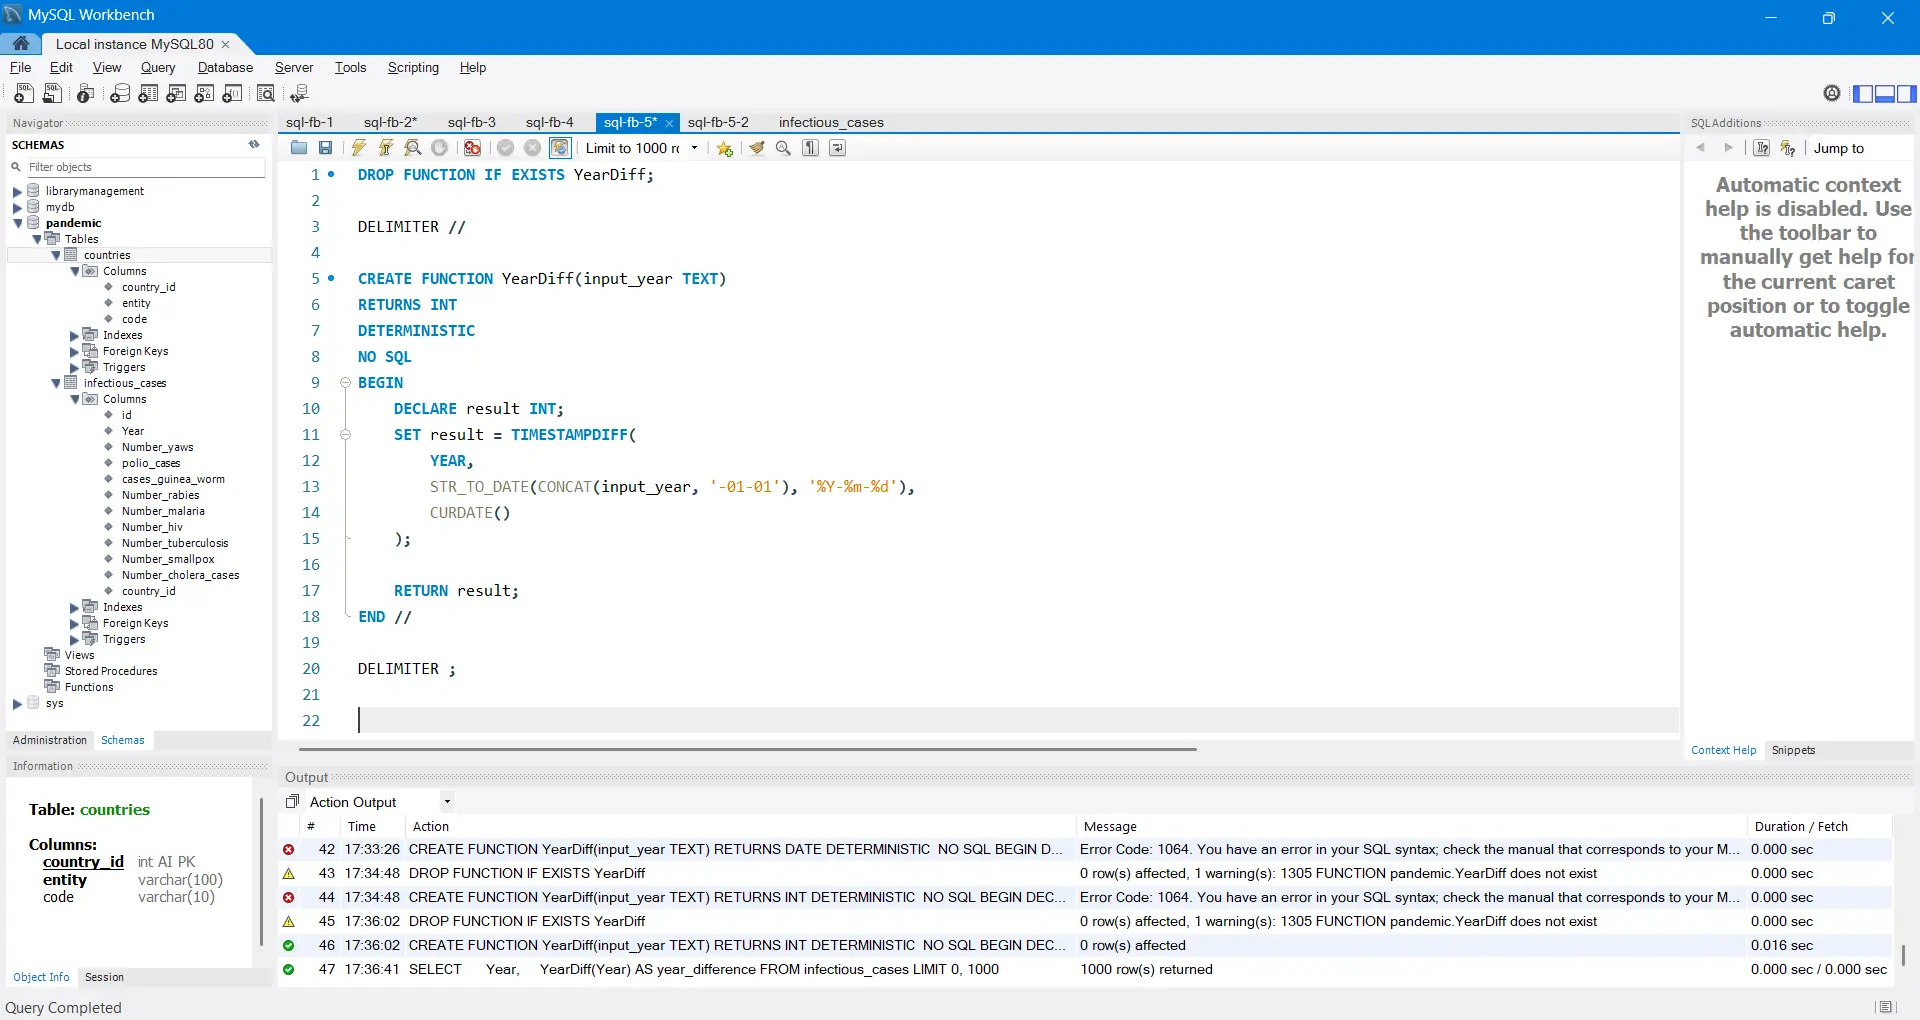 MySQL Workbench
Local instance MySQL80
File Edit View Query Database Server Tools Scripting Help
Navigator
SCHEMAS
Filter objects
librarymanagement
mydb
pandemic
Tables
countries
Columns
country_id
entity
code
Indexes
Foreign Keys
Triggers
infectious_cases
Columns
id
Year
Number_yaws
polio_cases
cases_guinea_worm
Number_rabies
Number_malaria
Number_hiv
Number_tuberculosis
Number_smallpox
Number_cholera_cases
country_id
Indexes
Foreign Keys
Triggers
Views
Stored Procedures
Functions
sys
Administration Schemas
Information
Table: countries
Columns:
country_id int AI PK
entity varchar(100)
code varchar(10)
Object Info Session
Query Completed
sql-fb-1 sql-fb-2* sql-fb-3 sql-fb-4 sql-fb-5* sql-fb-5-2 infectious_cases
Limit to 1000 rc
1 DROP FUNCTION IF EXISTS YearDiff;
2
3 DELIMITER //
4
5 CREATE FUNCTION YearDiff(input_year TEXT)
6 RETURNS INT
7 DETERMINISTIC
8 NO SQL
9 BEGIN
10 DECLARE result INT;
11 SET result = TIMESTAMPDIFF(
12 YEAR,
13 STR_TO_DATE(CONCAT(input_year, '-01-01'), '%Y-%m-%d'),
14 CURDATE()
15 );
16
17 RETURN result;
18 END //
19
20 DELIMITER ;
21
22
SQLAdditions
Jump to
Automatic context
help is disabled. Use
the toolbar to
manually get help for
the current caret
position or to toggle
automatic help.
Context Help Snippets
Output
Action Output
# Time Action Message Duration / Fetch
42 17:33:26 CREATE FUNCTION YearDiff(input_year TEXT) RETURNS DATE DETERMINISTIC NO SQL BEGIN D... Error Code: 1064. You have an error in your SQL syntax; check the manual that corresponds to your M... 0.000 sec
43 17:34:48 DROP FUNCTION IF EXISTS YearDiff 0 row(s) affected, 1 warning(s): 1305 FUNCTION pandemic.YearDiff does not exist 0.000 sec
44 17:34:48 CREATE FUNCTION YearDiff(input_year TEXT) RETURNS INT DETERMINISTIC NO SQL BEGIN DEC... Error Code: 1064. You have an error in your SQL syntax; check the manual that corresponds to your M... 0.000 sec
45 17:36:02 DROP FUNCTION IF EXISTS YearDiff 0 row(s) affected, 1 warning(s): 1305 FUNCTION pandemic.YearDiff does not exist 0.000 sec
46 17:36:02 CREATE FUNCTION YearDiff(input_year TEXT) RETURNS INT DETERMINISTIC NO SQL BEGIN DEC... 0 row(s) affected 0.016 sec
47 17:36:41 SELECT Year, YearDiff(Year) AS year_difference FROM infectious_cases LIMIT 0, 1000 1000 row(s) returned 0.000 sec / 0.000 sec